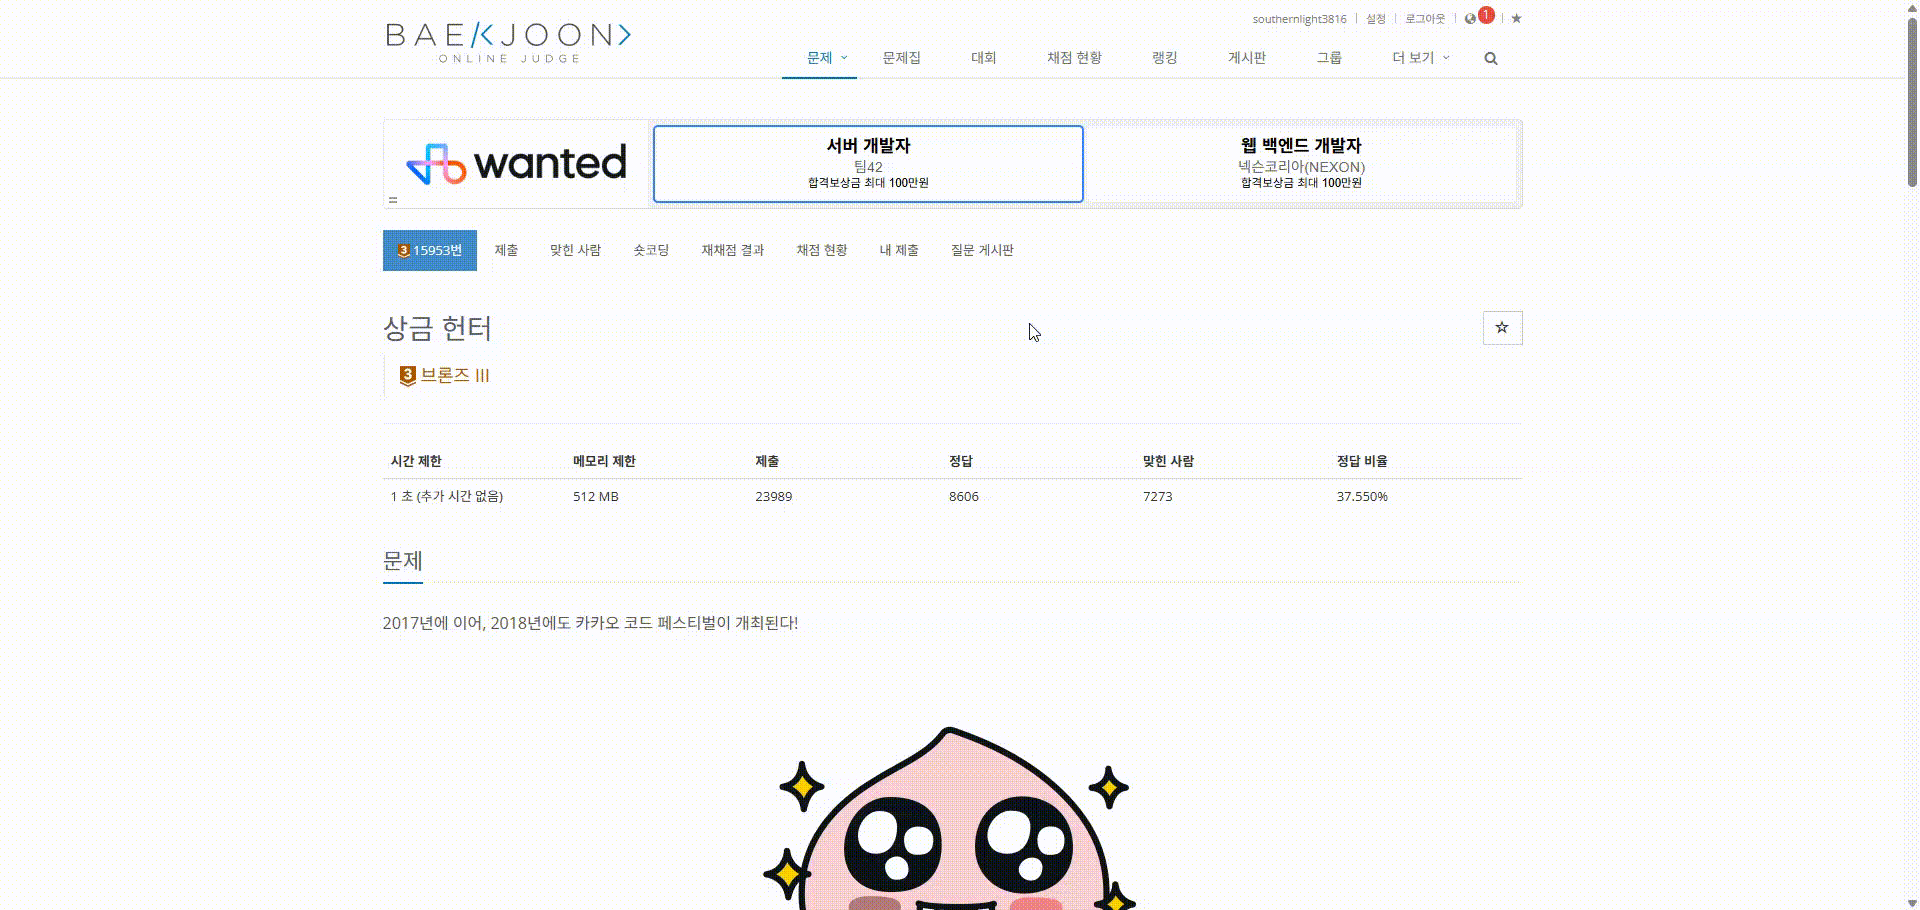 southernlight3816 설정 로그아웃 1
BAEKJOON
ONLINE JUDGE
문제 문제집 대회 채점 현황 랭킹 게시판 그룹 더 보기
wanted
서버 개발자
팀42
합격보상금 최대 100만원
웹 백엔드 개발자
넥슨코리아(NEXON)
합격보상금 최대 100만원
3 15953번 제출 맞힌 사람 숏코딩 재채점 결과 채점 현황 내 제출 질문 게시판
상금 헌터
3 브론즈 III
시간 제한 메모리 제한 제출 정답 맞힌 사람 정답 비율
1 초 (추가 시간 없음) 512 MB 23989 8606 7273 37.550%
문제
2017년에 이어, 2018년에도 카카오 코드 페스티벌이 개최된다!